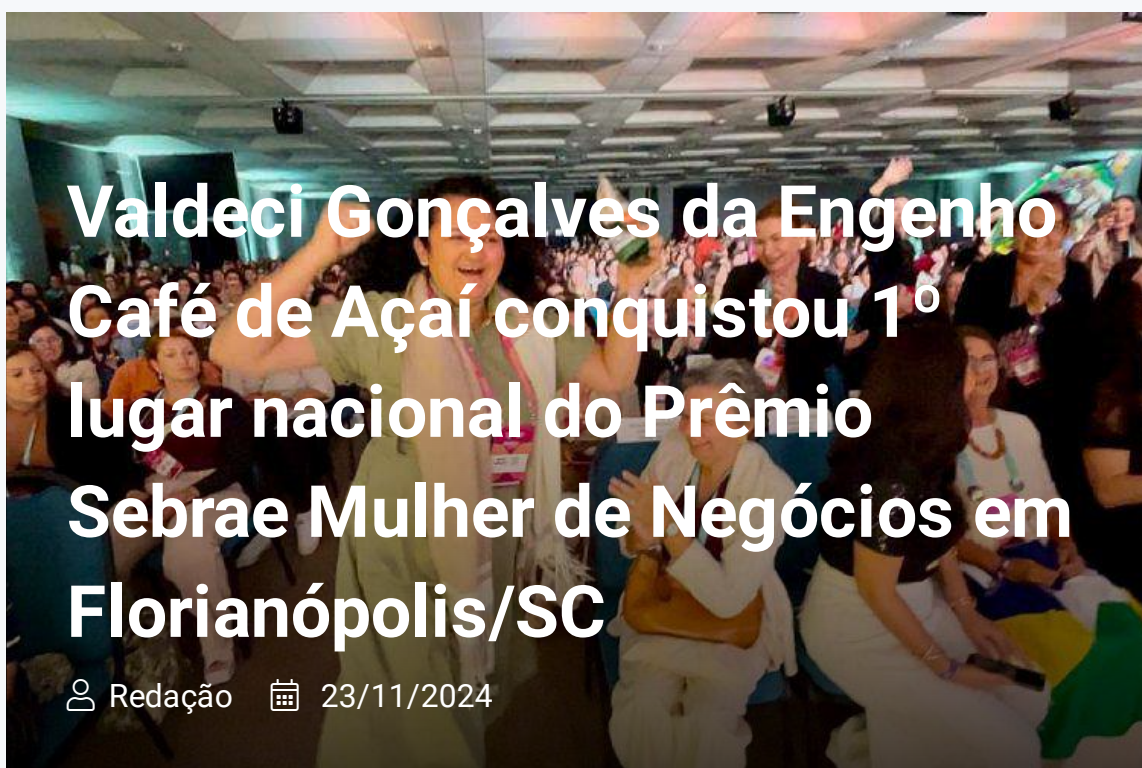 Valdeci Gonçalves da Engenho
Café de Açaí conquistou 1º
lugar nacional do Prêmio
Sebrae Mulher de Negócios em
Florianópolis/SC
Redação 23/11/2024